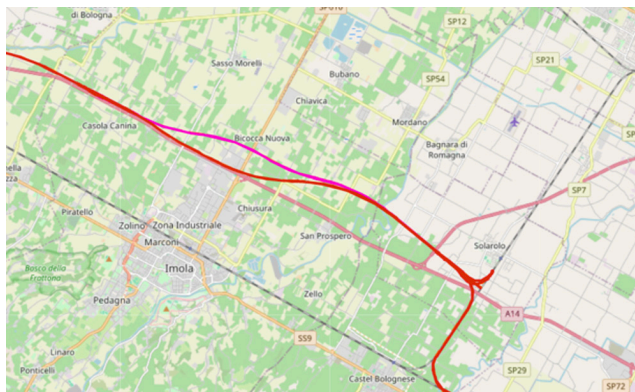 di Bologna
SP12
Sasso Morelli
SP21
Bubano
SP54
Chiavica
Mordano
Casola Canina
Bicocca Nuova
Bagnara di
Romagna
SP7
Piratello
Zolino
Zona Industriale
Chiusura
Marconi
San Prospero
Solarolo
Bosco della
Frattona
Imola
Pedagna
Zello
A14
SS9
Linaro
Ponticelli
SP29
Castel Bolognese
SP72